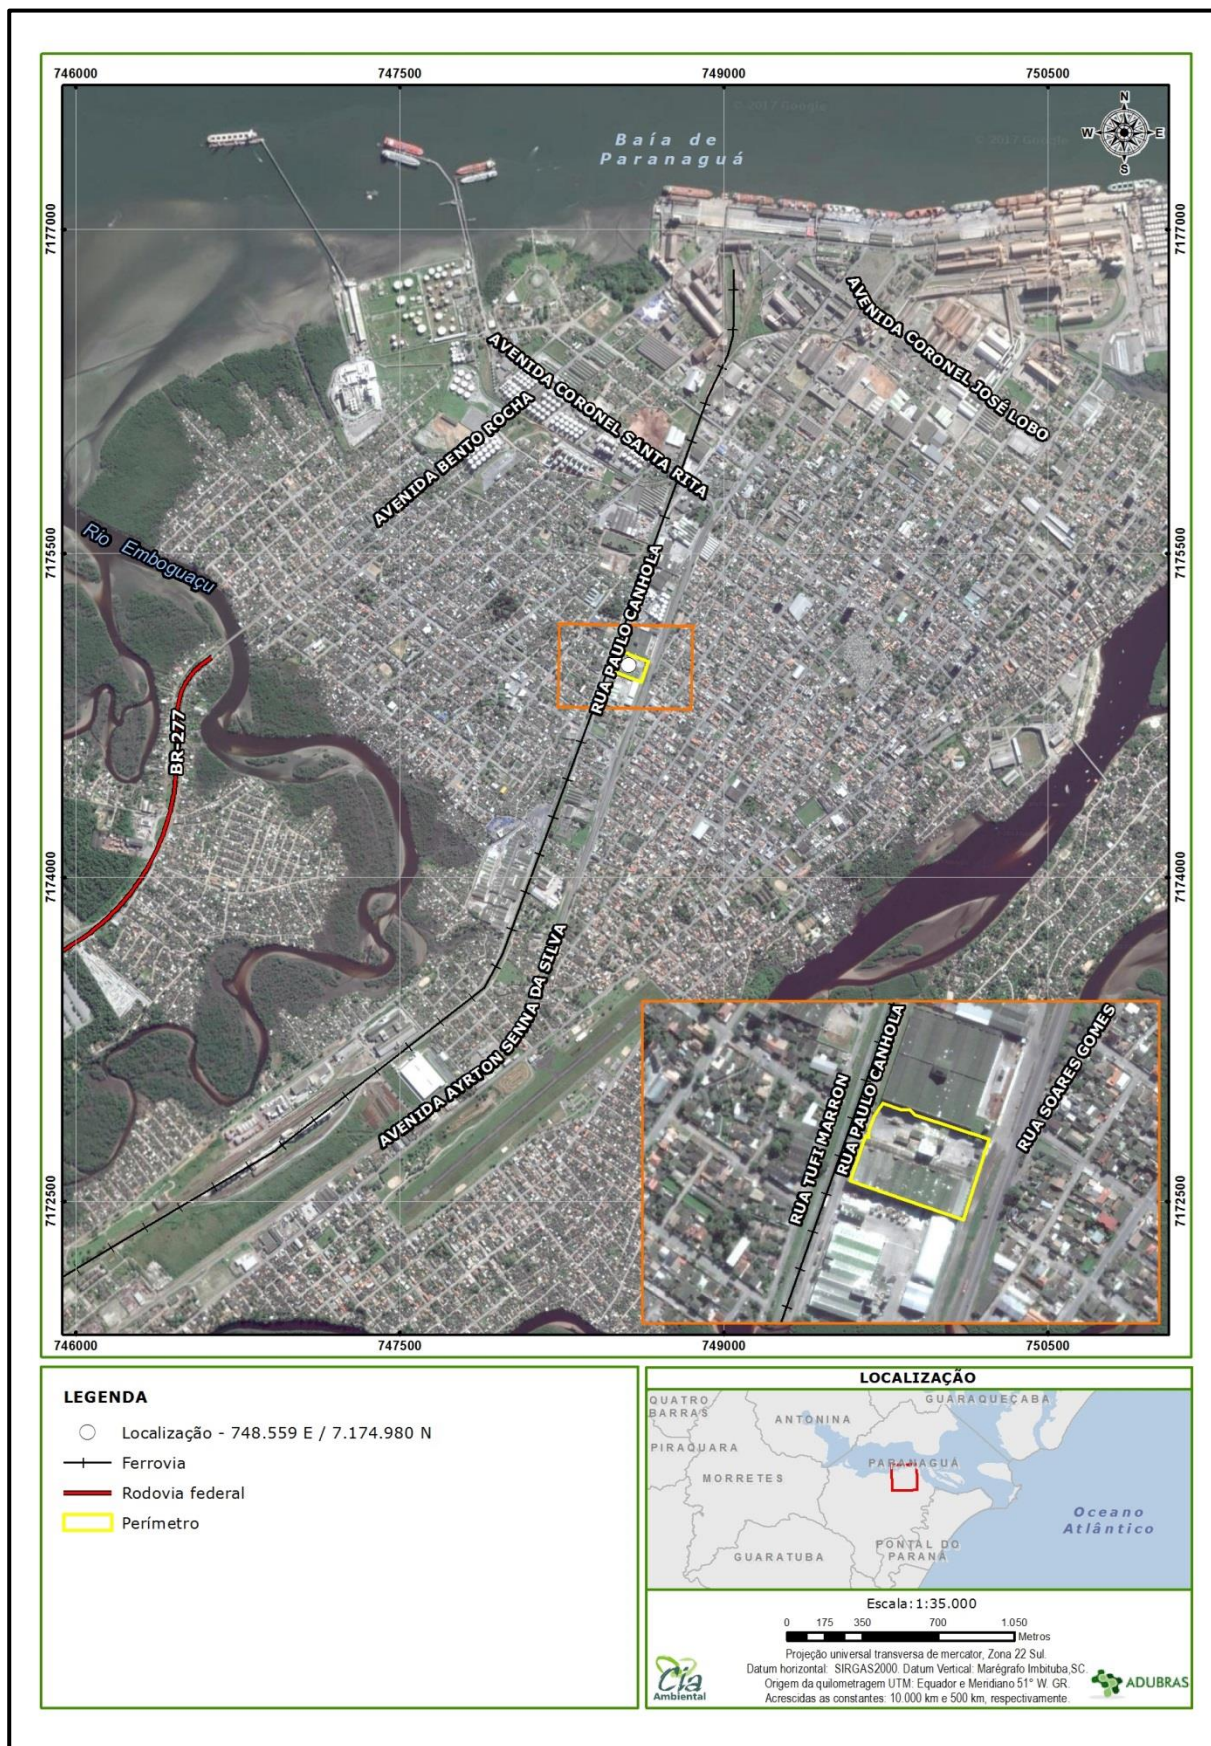 746000 747500 749000 750500
© 2017 Google
© 2017 Google
N
W E
S
Baía de
Paranaguá
7177000 7177000
AVENIDA CORONEL JOSÉ LOBO
AVENIDA CORONEL SANTA RITA
AVENIDA BENTO ROCHA
Rio Emboguaçu
7175500 7175500
RUA PAULO CANHOLA
BR-277
7174000 7174000
AVENIDA AYRTON SENNA DA SILVA
RUA TUFI MARRON
RUA PAULO CANHOLA
RUA SOARES GOMES
7172500 7172500
746000 747500 749000 750500
LEGENDA
Localização - 748.559 E / 7.174.980 N
Ferrovia
Rodovia federal
Perímetro
LOCALIZAÇÃO
QUATRO
BARRAS
GUARAQUEÇABA
ANTONINA
PIRAQUARA
PARANAGUÁ
MORRETES
Oceano
Atlântico
PONTAL DO
PARANÁ
GUARATUBA
Escala: 1:35.000
0 175 350 700 1.050
Metros
Projeção universal transversa de mercator, Zona 22 Sul.
Datum horizontal: SIRGAS2000. Datum Vertical: Marégrafo Imbituba,SC.
Origem da quilometragem UTM: Equador e Meridiano 51° W. GR.
Acrescidas as constantes: 10.000 km e 500 km, respectivamente.
Cia
Ambiental
ADUBRAS